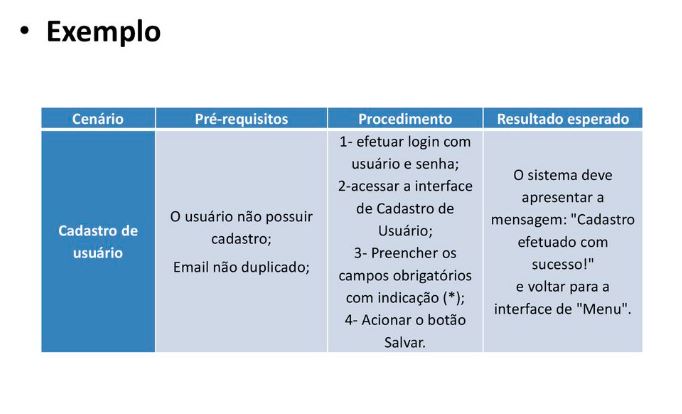 • Exemplo
Cenário
Pré-requisitos
Procedimento
Resultado esperado
Cadastro de
usuário
O usuário não possuir
cadastro;
Email não duplicado;
1- efetuar login com
usuário e senha;
2-acessar a interface
de Cadastro de
Usuário;
3- Preencher os
campos obrigatórios
com indicação (*);
4- Acionar o botão
Salvar.
O sistema deve
apresentar a
mensagem: "Cadastro
efetuado com
sucesso!"
e voltar para a
interface de "Menu".